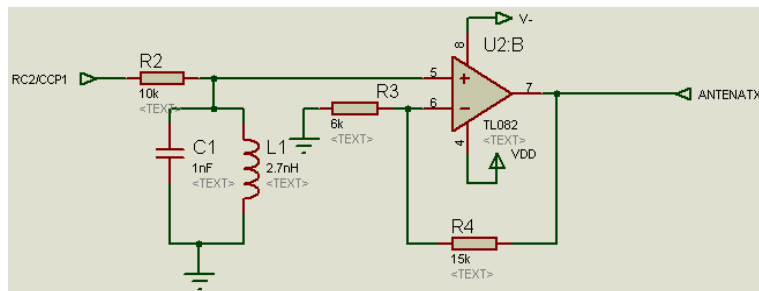 V-
8
U2:B
R2
RC2/CCP1
10k
<TEXT>
5
R3
7
ANTENATX
6
6k
<TEXT>
TL082
<TEXT>
4
VDD
C1
1nF
<TEXT>
L1
2.7nH
<TEXT>
R4
15k
<TEXT>